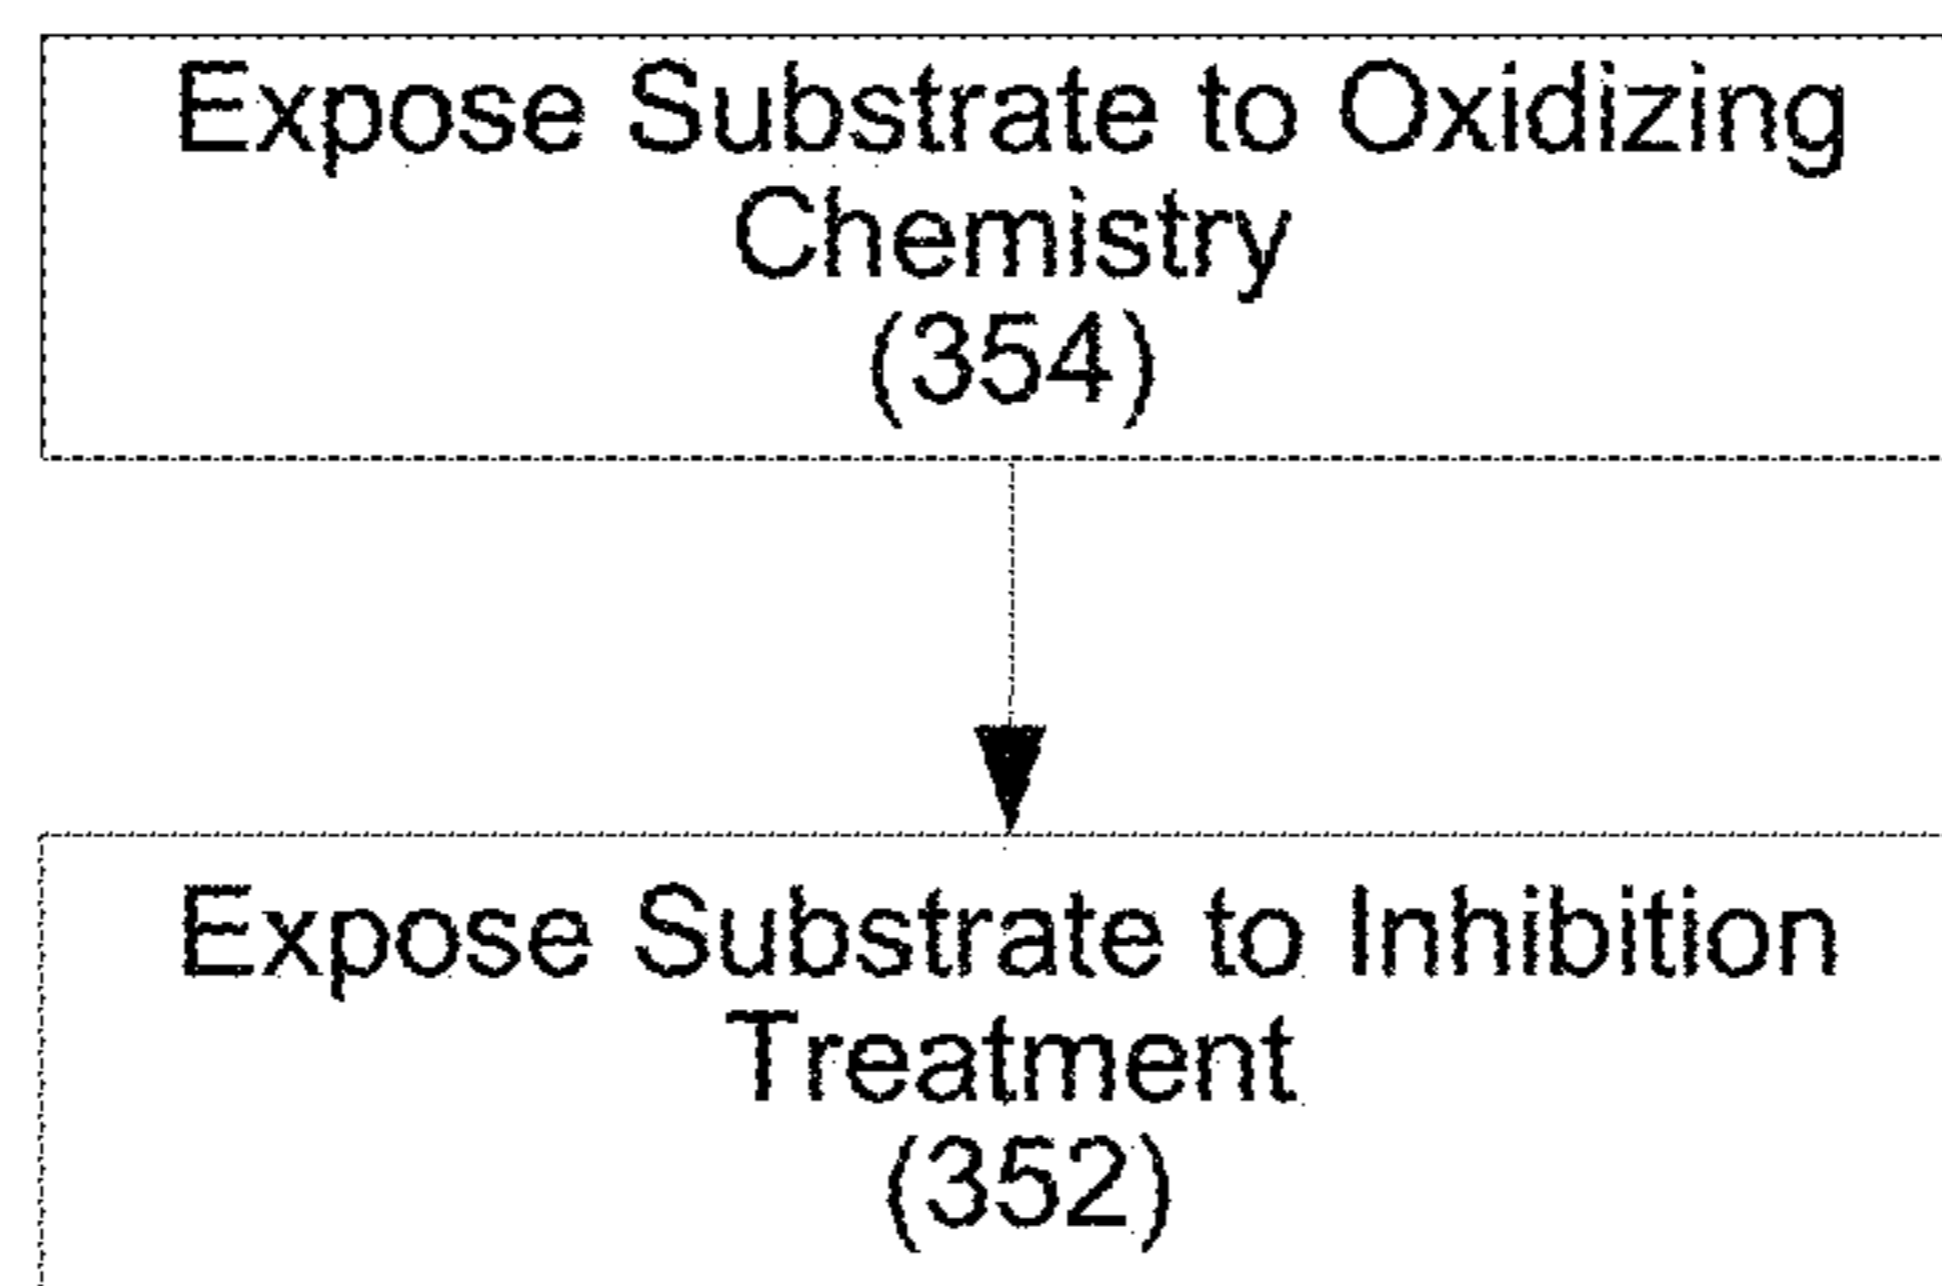 Expose Substrate to Oxidizing
Chemistry
(354)
Expose Substrate to Inhibition
Treatment
(352)